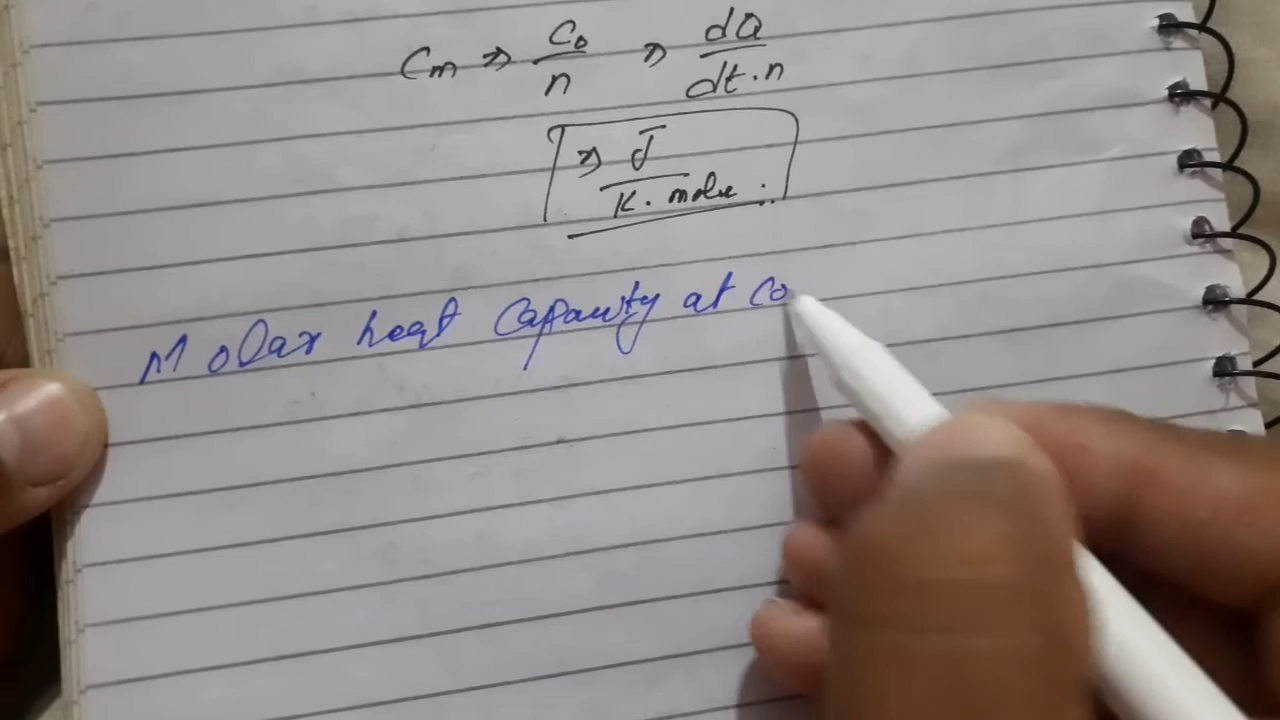 Cm ⇒ C₀/n ⇒ dQ/dt.n
⇒ J/K. mole.
Molar heat Capacity at co